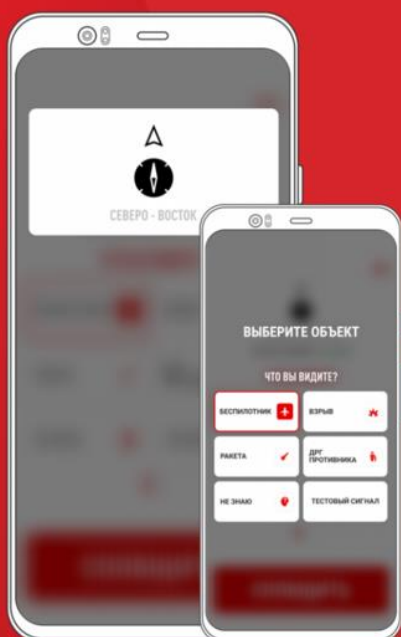 СЕВЕРО - ВОСТОК
ВЫБЕРИТЕ ОБЪЕКТ
ЧТО ВЫ ВИДИТЕ?
БЕСПИЛОТНИК
ВЗРЫВ
РАКЕТА
ДРГ
ПРОТИВНИКА
НЕ ЗНАЮ
ТЕСТОВЫЙ СИГНАЛ